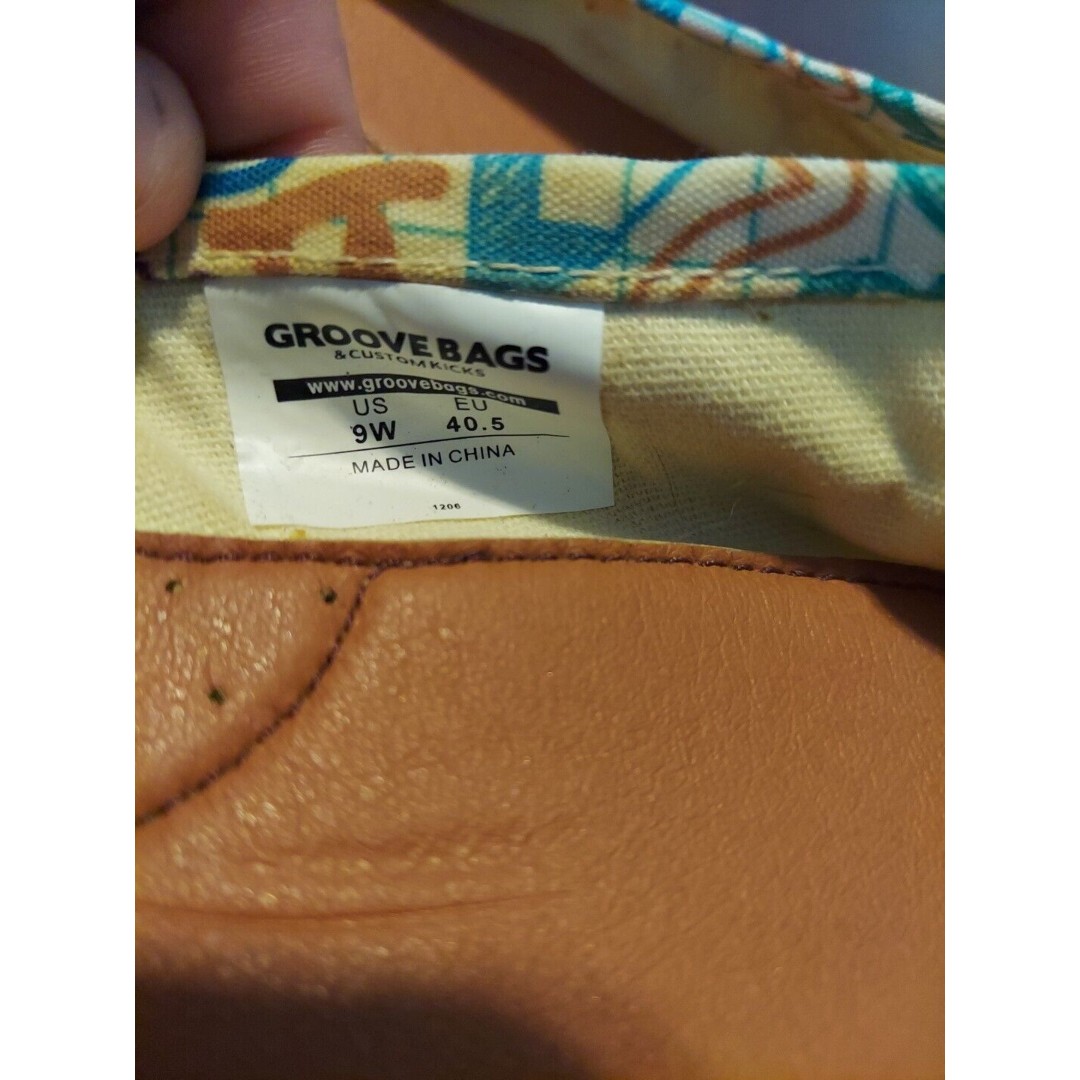 GROOVE BAGS
& CUSTOM KICKS
www.groovebags.com
US EU
9W 40.5
MADE IN CHINA
1206